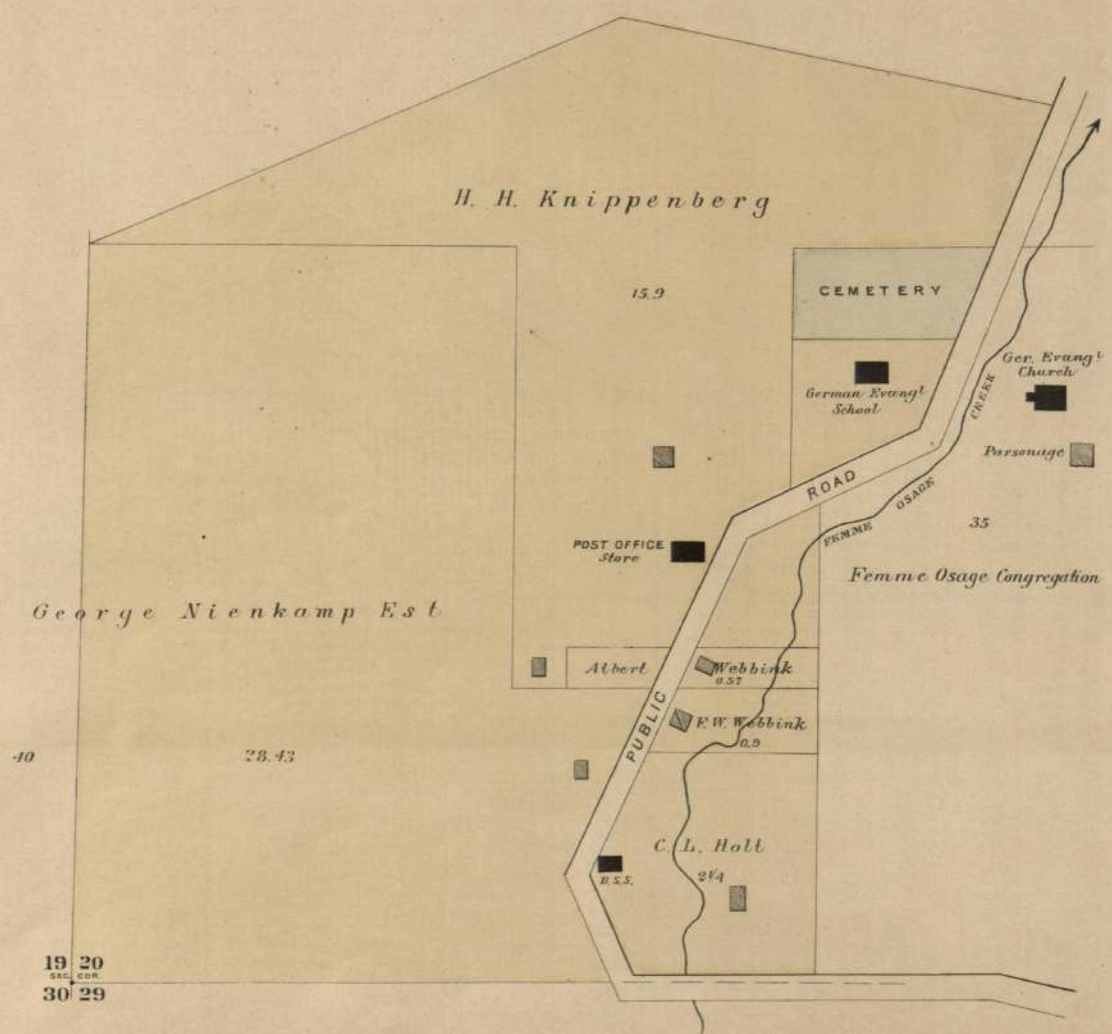 H. H. Knippenberg
15.9
CEMETERY
Ger. Evangl
Church
German Evangl
School
CREEK
Parsonage
ROAD
OSAGE
FEMME
35
POST OFFICE
Store
Femme Osage Congregation
George Nienkamp Est
Albert Webbink
0.57
PUBLIC
F. W. Webbink
0.9
40
28.43
C. L. Holt
2 1/4
B.S.S.
19 20
SEC. COR.
30 29